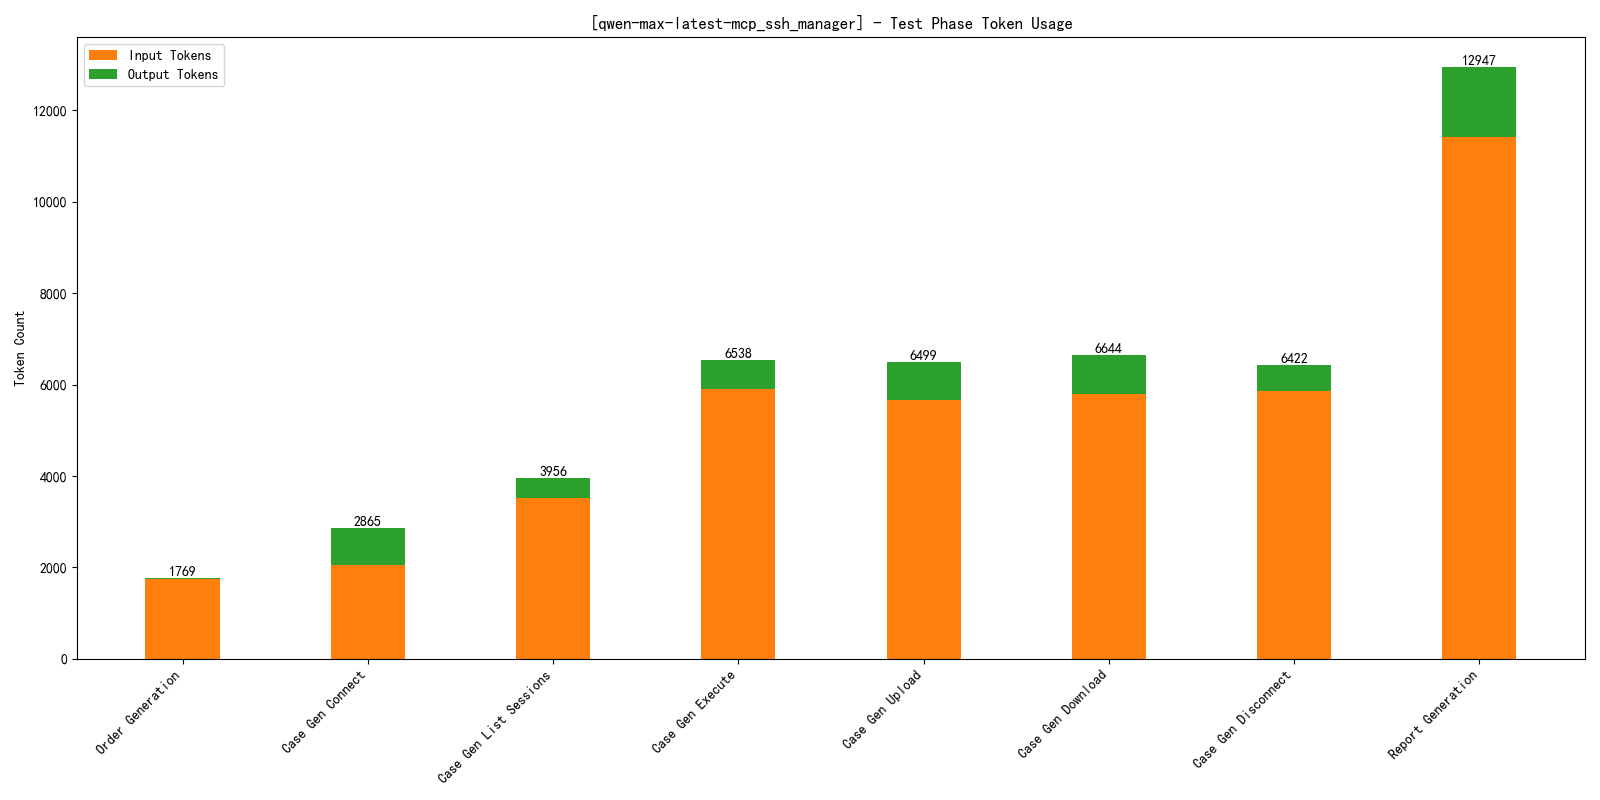 [qwen-max-latest-mcp_ssh_manager] - Test Phase Token Usage
Input Tokens
Output Tokens
Token Count
12000
10000
8000
6000
4000
2000
0
1769
2865
3956
6538
6499
6644
6422
12947
Order Generation
Case Gen Connect
Case Gen List Sessions
Case Gen Execute
Case Gen Upload
Case Gen Download
Case Gen Disconnect
Report Generation